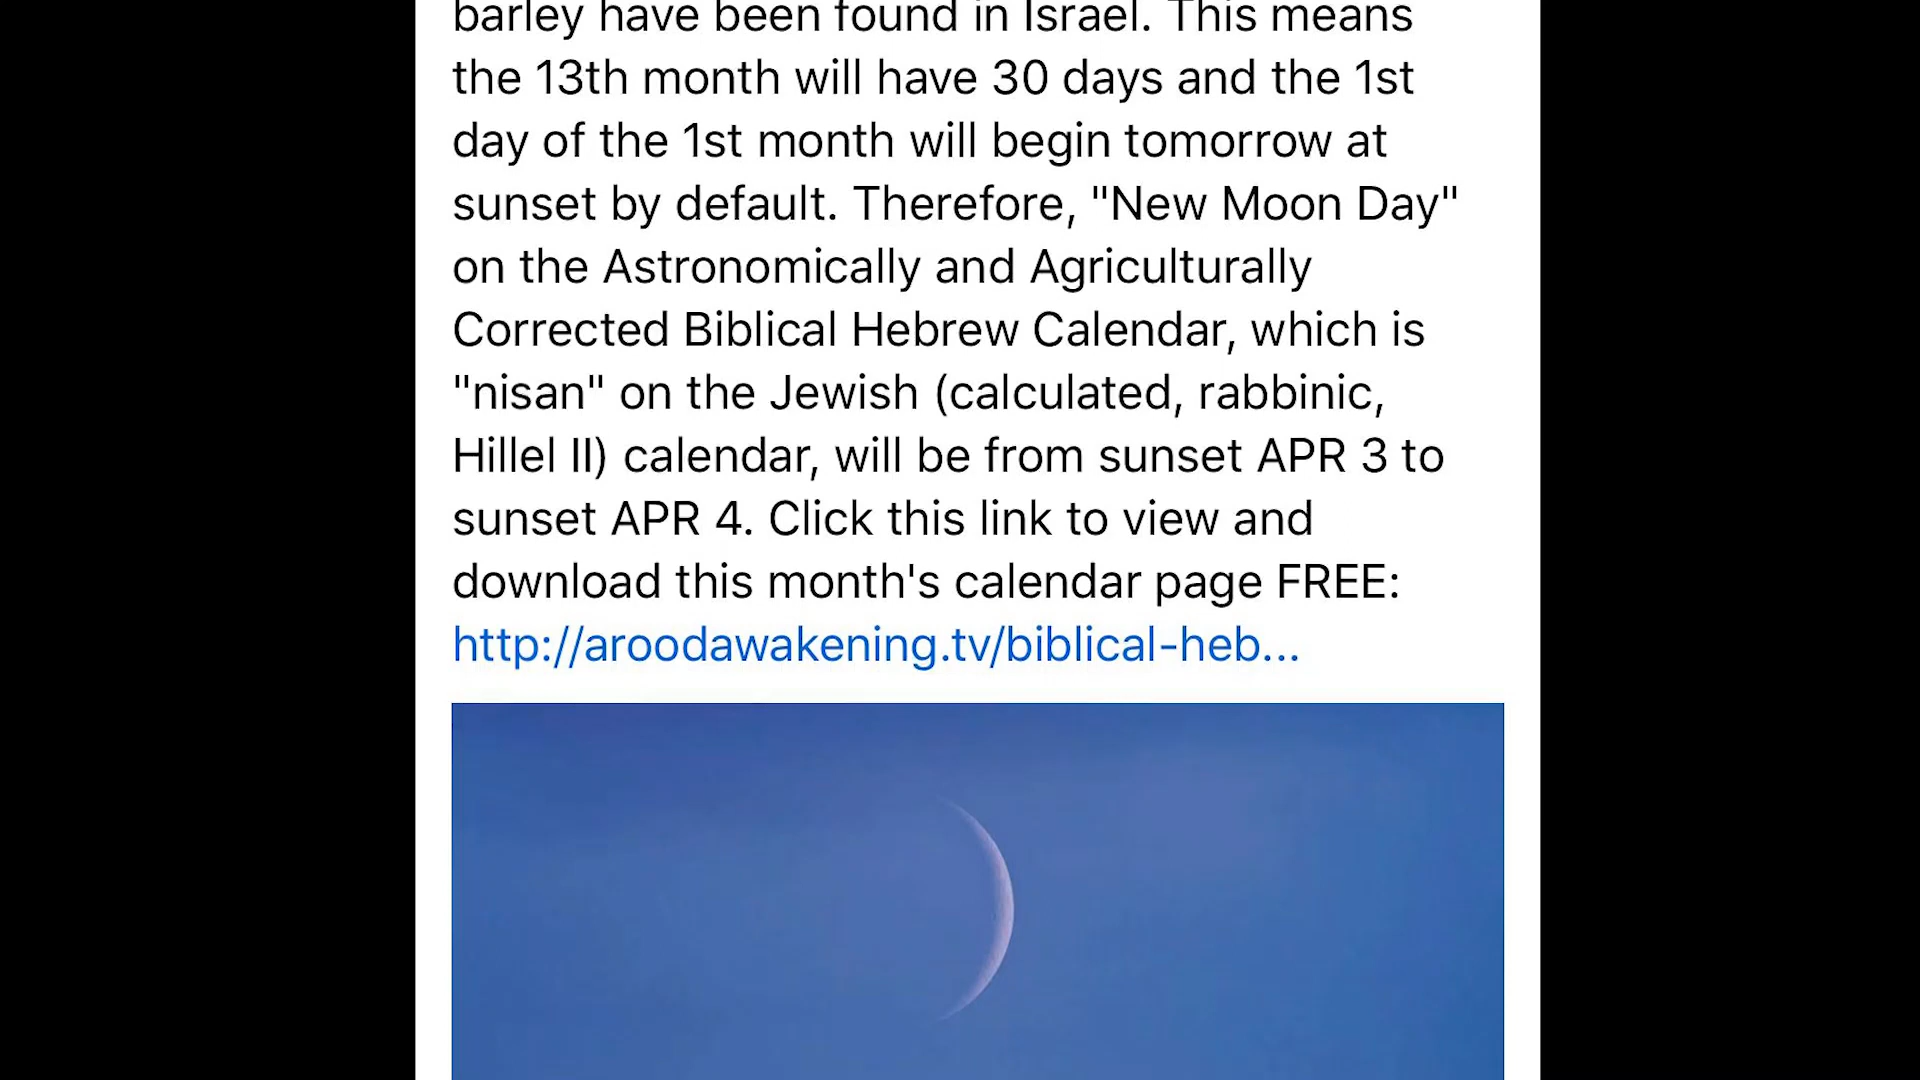 barley have been found in Israel. This means
the 13th month will have 30 days and the 1st
day of the 1st month will begin tomorrow at
sunset by default. Therefore, "New Moon Day"
on the Astronomically and Agriculturally
Corrected Biblical Hebrew Calendar, which is
"nisan" on the Jewish (calculated, rabbinic,
Hillel II) calendar, will be from sunset APR 3 to
sunset APR 4. Click this link to view and
download this month's calendar page FREE:
http://aroodawakening.tv/biblical-heb...